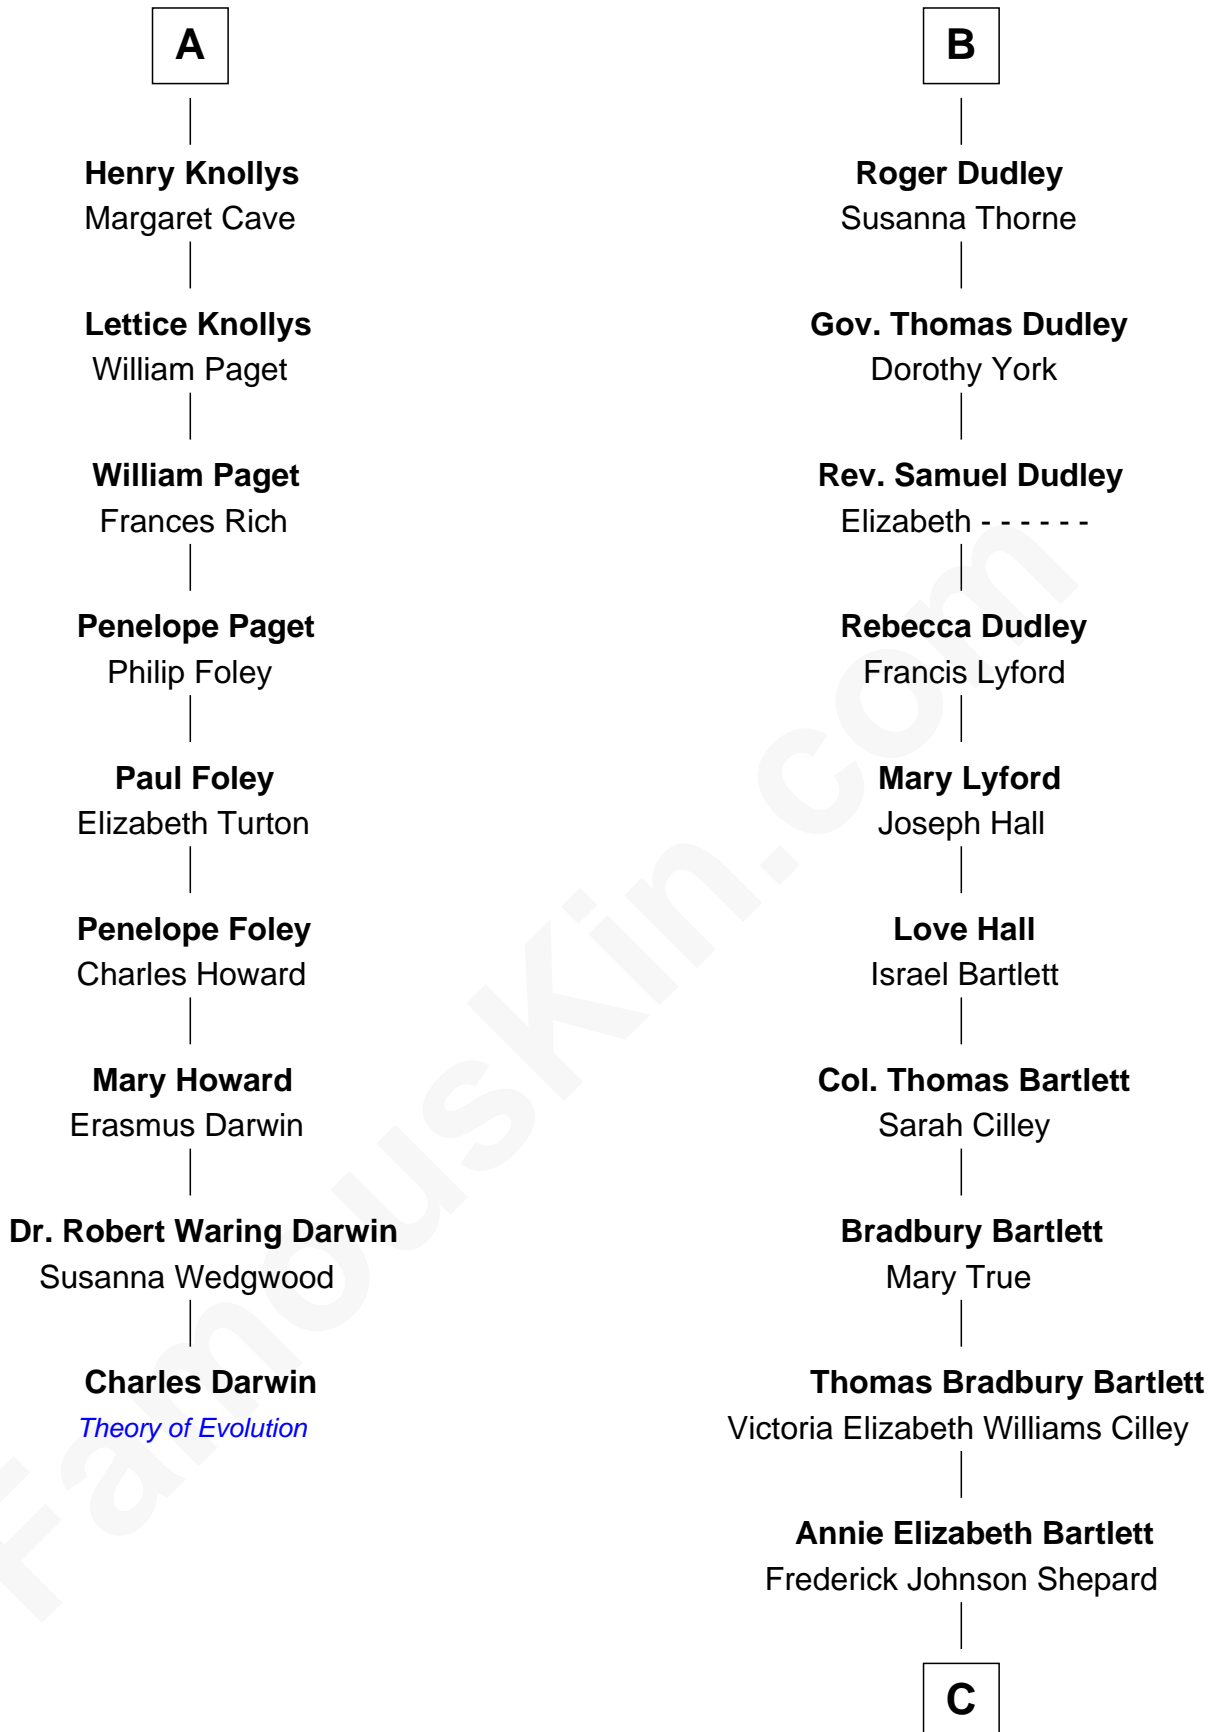 A
Henry Knollys
Margaret Cave
Lettice Knollys
William Paget
William Paget
Frances Rich
Penelope Paget
Philip Foley
Paul Foley
Elizabeth Turton
Penelope Foley
Charles Howard
Mary Howard
Erasmus Darwin
Dr. Robert Waring Darwin
Susanna Wedgwood
Charles Darwin
Theory of Evolution
B
Roger Dudley
Susanna Thorne
Gov. Thomas Dudley
Dorothy York
Rev. Samuel Dudley
Elizabeth - - - - - -
Rebecca Dudley
Francis Lyford
Mary Lyford
Joseph Hall
Love Hall
Israel Bartlett
Col. Thomas Bartlett
Sarah Cilley
Bradbury Bartlett
Mary True
Thomas Bradbury Bartlett
Victoria Elizabeth Williams Cilley
Annie Elizabeth Bartlett
Frederick Johnson Shepard
C
FamousKin.com